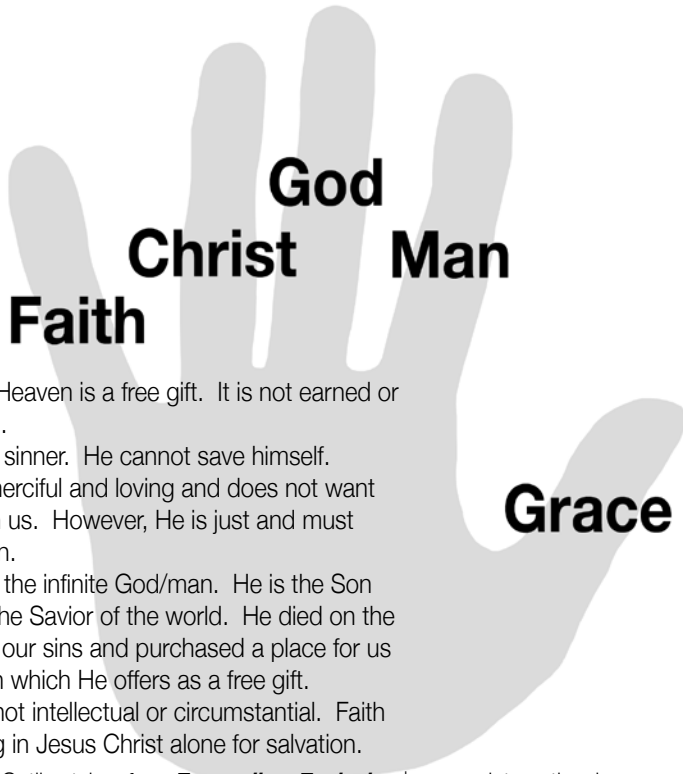 God
Christ Man
Faith
Heaven is a free gift. It is not earned or
.
sinner. He cannot save himself.
merciful and loving and does not want
us. However, He is just and must
n.
the infinite God/man. He is the Son
he Savior of the world. He died on the
our sins and purchased a place for us
n which He offers as a free gift.
Grace
not intellectual or circumstantial. Faith
g in Jesus Christ alone for salvation.